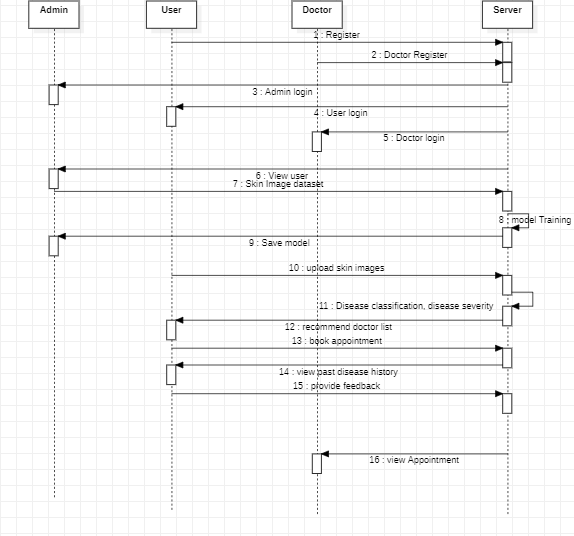 Admin
User
Doctor
Server
1 : Register
2 : Doctor Register
3 : Admin login
4 : User login
5 : Doctor login
6 : View user
7 : Skin Image dataset
8 : model Training
9 : Save model
10 : upload skin images
11 : Disease classification, disease severity
12 : recommend doctor list
13 : book appointment
14 : view past disease history
15 : provide feedback
16 : view Appointment